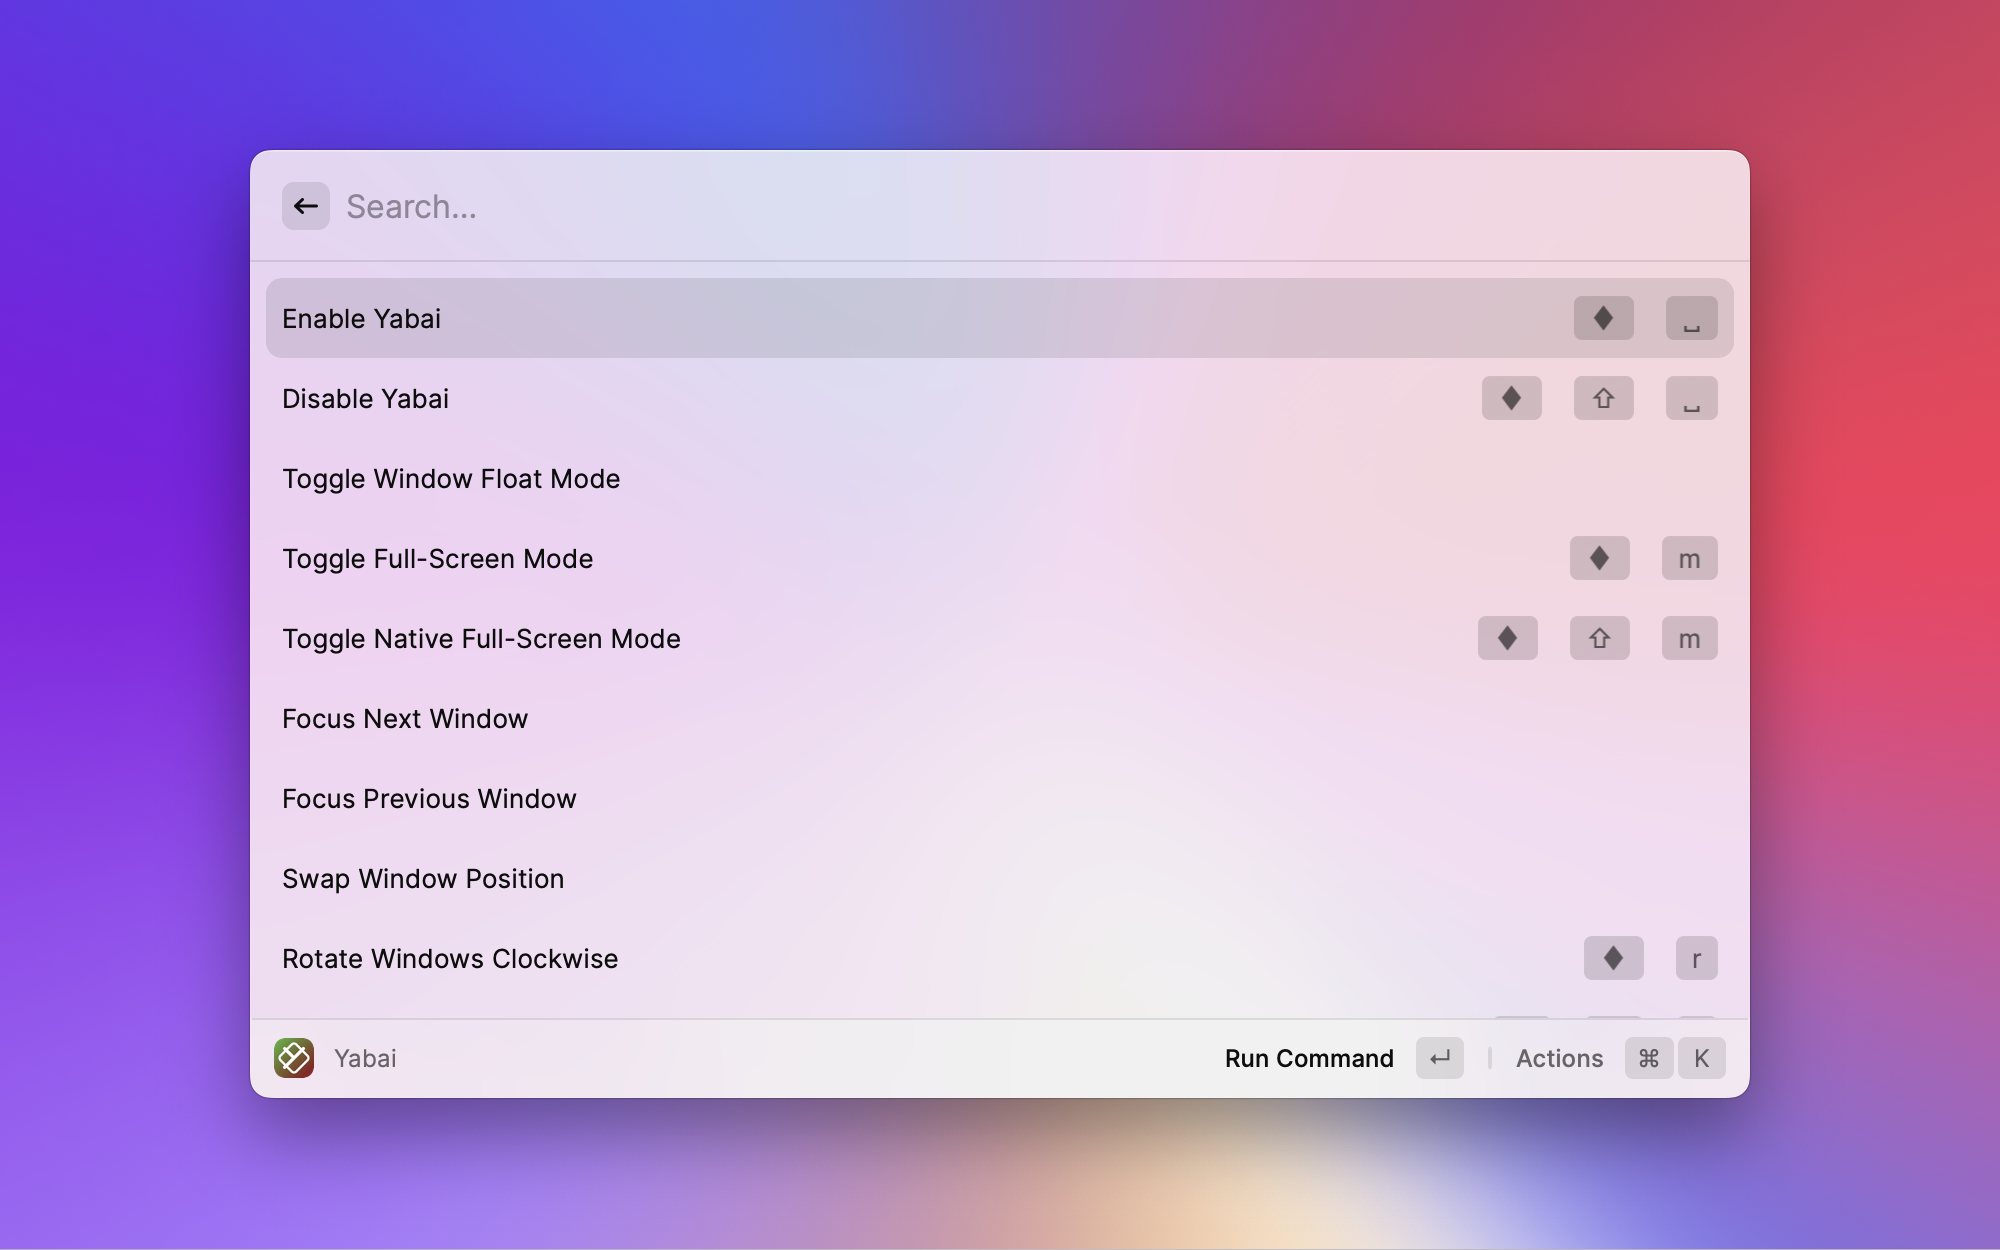 Search...
Enable Yabai ♦ ␣
Disable Yabai ♦ ⇧ ␣
Toggle Window Float Mode
Toggle Full-Screen Mode ♦ m
Toggle Native Full-Screen Mode ♦ ⇧ m
Focus Next Window
Focus Previous Window
Swap Window Position
Rotate Windows Clockwise ♦ r
Yabai Run Command ↵ Actions ⌘ K